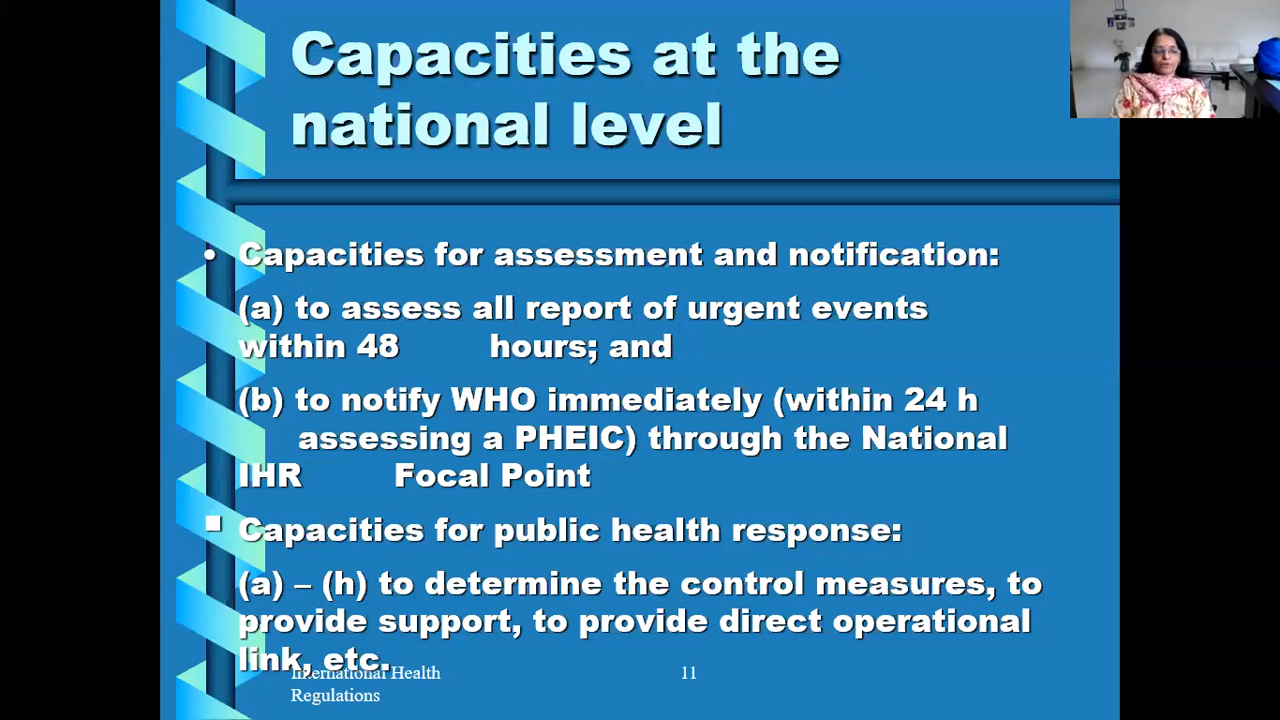 Capacities at the
national level
• Capacities for assessment and notification:
(a) to assess all report of urgent events
within 48 hours; and
(b) to notify WHO immediately (within 24 h
assessing a PHEIC) through the National
IHR Focal Point
▪ Capacities for public health response:
(a) – (h) to determine the control measures, to
provide support, to provide direct operational
link, etc.
International Health
Regulations
11